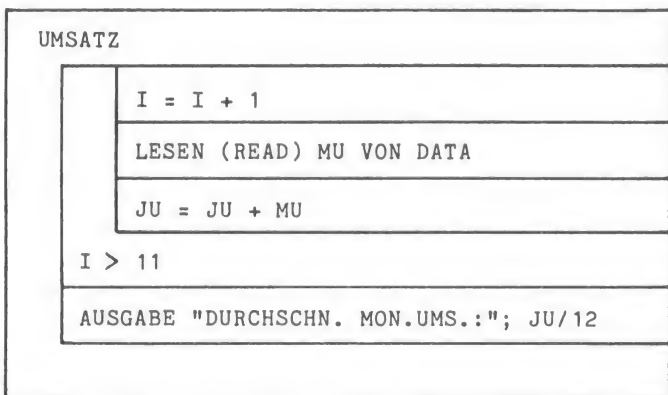 UMSATZ
I = I + 1
LESEN (READ) MU VON DATA
JU = JU + MU
I > 11
AUSGABE "DURCHSCHN. MON.UMS.:"; JU/12